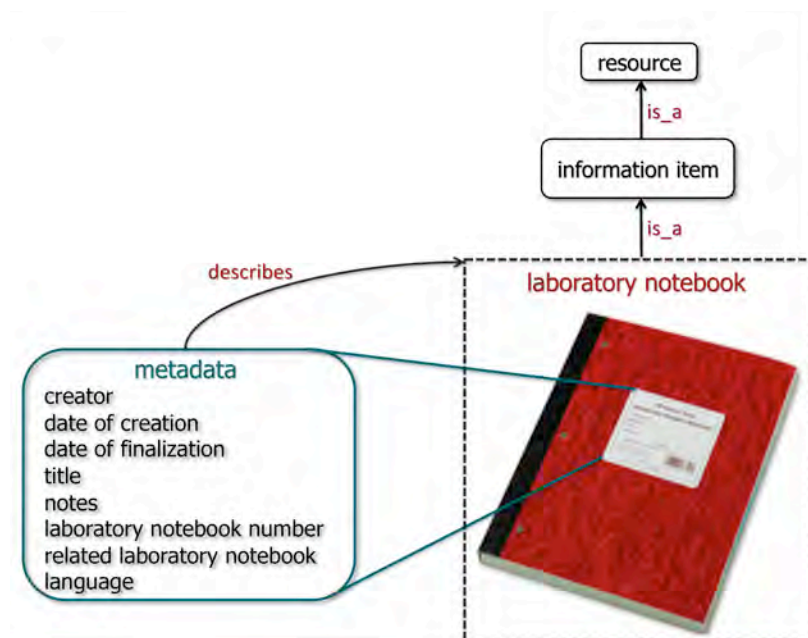 resource
is_a
information item
is_a
describes
laboratory notebook
metadata
creator
date of creation
date of finalization
title
notes
laboratory notebook number
related laboratory notebook
language